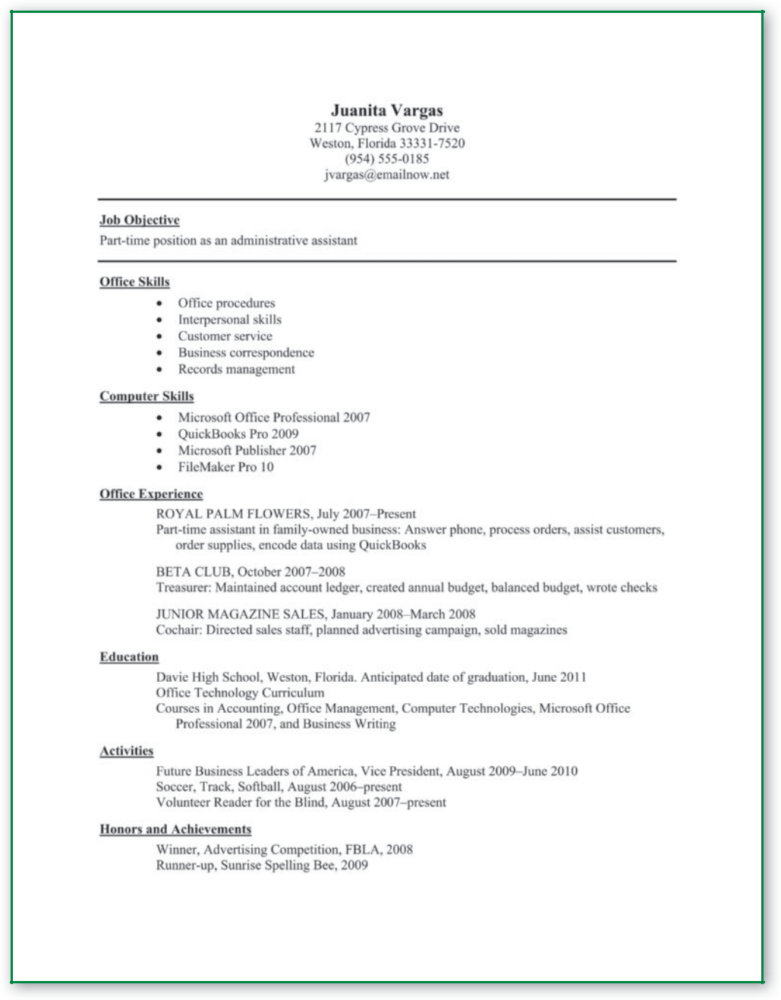 Juanita Vargas
2117 Cypress Grove Drive
Weston, Florida 33331-7520
(954) 555-0185
jvargas@emailnow.net
Job Objective
Part-time position as an administrative assistant
Office Skills
• Office procedures
• Interpersonal skills
• Customer service
• Business correspondence
• Records management
Computer Skills
• Microsoft Office Professional 2007
• QuickBooks Pro 2009
• Microsoft Publisher 2007
• FileMaker Pro 10
Office Experience
ROYAL PALM FLOWERS, July 2007–Present
Part-time assistant in family-owned business: Answer phone, process orders, assist customers,
order supplies, encode data using QuickBooks
BETA CLUB, October 2007–2008
Treasurer: Maintained account ledger, created annual budget, balanced budget, wrote checks
JUNIOR MAGAZINE SALES, January 2008–March 2008
Cochair: Directed sales staff, planned advertising campaign, sold magazines
Education
Davie High School, Weston, Florida. Anticipated date of graduation, June 2011
Office Technology Curriculum
Courses in Accounting, Office Management, Computer Technologies, Microsoft Office
Professional 2007, and Business Writing
Activities
Future Business Leaders of America, Vice President, August 2009–June 2010
Soccer, Track, Softball, August 2006–present
Volunteer Reader for the Blind, August 2007–present
Honors and Achievements
Winner, Advertising Competition, FBLA, 2008
Runner-up, Sunrise Spelling Bee, 2009